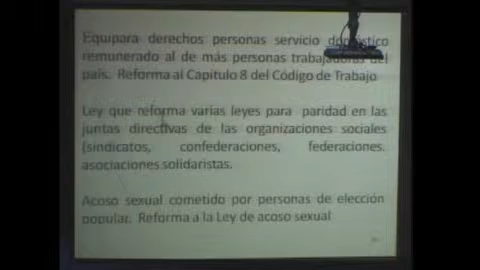 Equipara derechos personas servicio doméstico
remunerado al de más personas trabajadoras del
país. Reforma al Capítulo 8 del Código de Trabajo
Ley que reforma varias leyes para paridad en las
juntas directivas de las organizaciones sociales
(sindicatos, confederaciones, federaciones.
asociaciones solidaristas.
Acoso sexual cometido por personas de elección
popular. Reforma a la Ley de acoso sexual